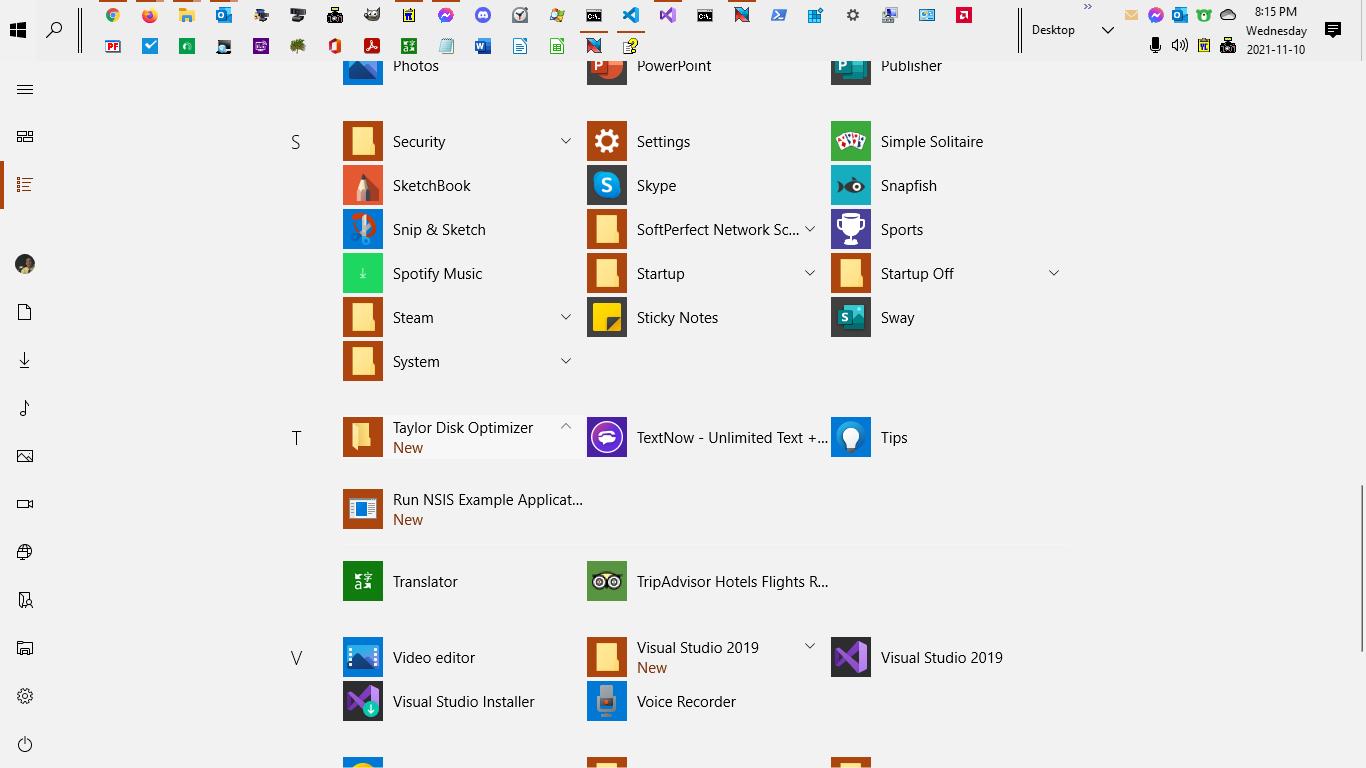 8:15 PM
Desktop
Wednesday
2021-11-10
Photos
PowerPoint
Publisher
S
Security
Settings
Simple Solitaire
SketchBook
Skype
Snapfish
Snip & Sketch
SoftPerfect Network Sc...
Sports
Spotify Music
Startup
Startup Off
Steam
Sticky Notes
Sway
System
T
Taylor Disk Optimizer
New
TextNow - Unlimited Text +...
Tips
Run NSIS Example Applicat...
New
Translator
TripAdvisor Hotels Flights R...
V
Video editor
Visual Studio 2019
New
Visual Studio 2019
Visual Studio Installer
Voice Recorder